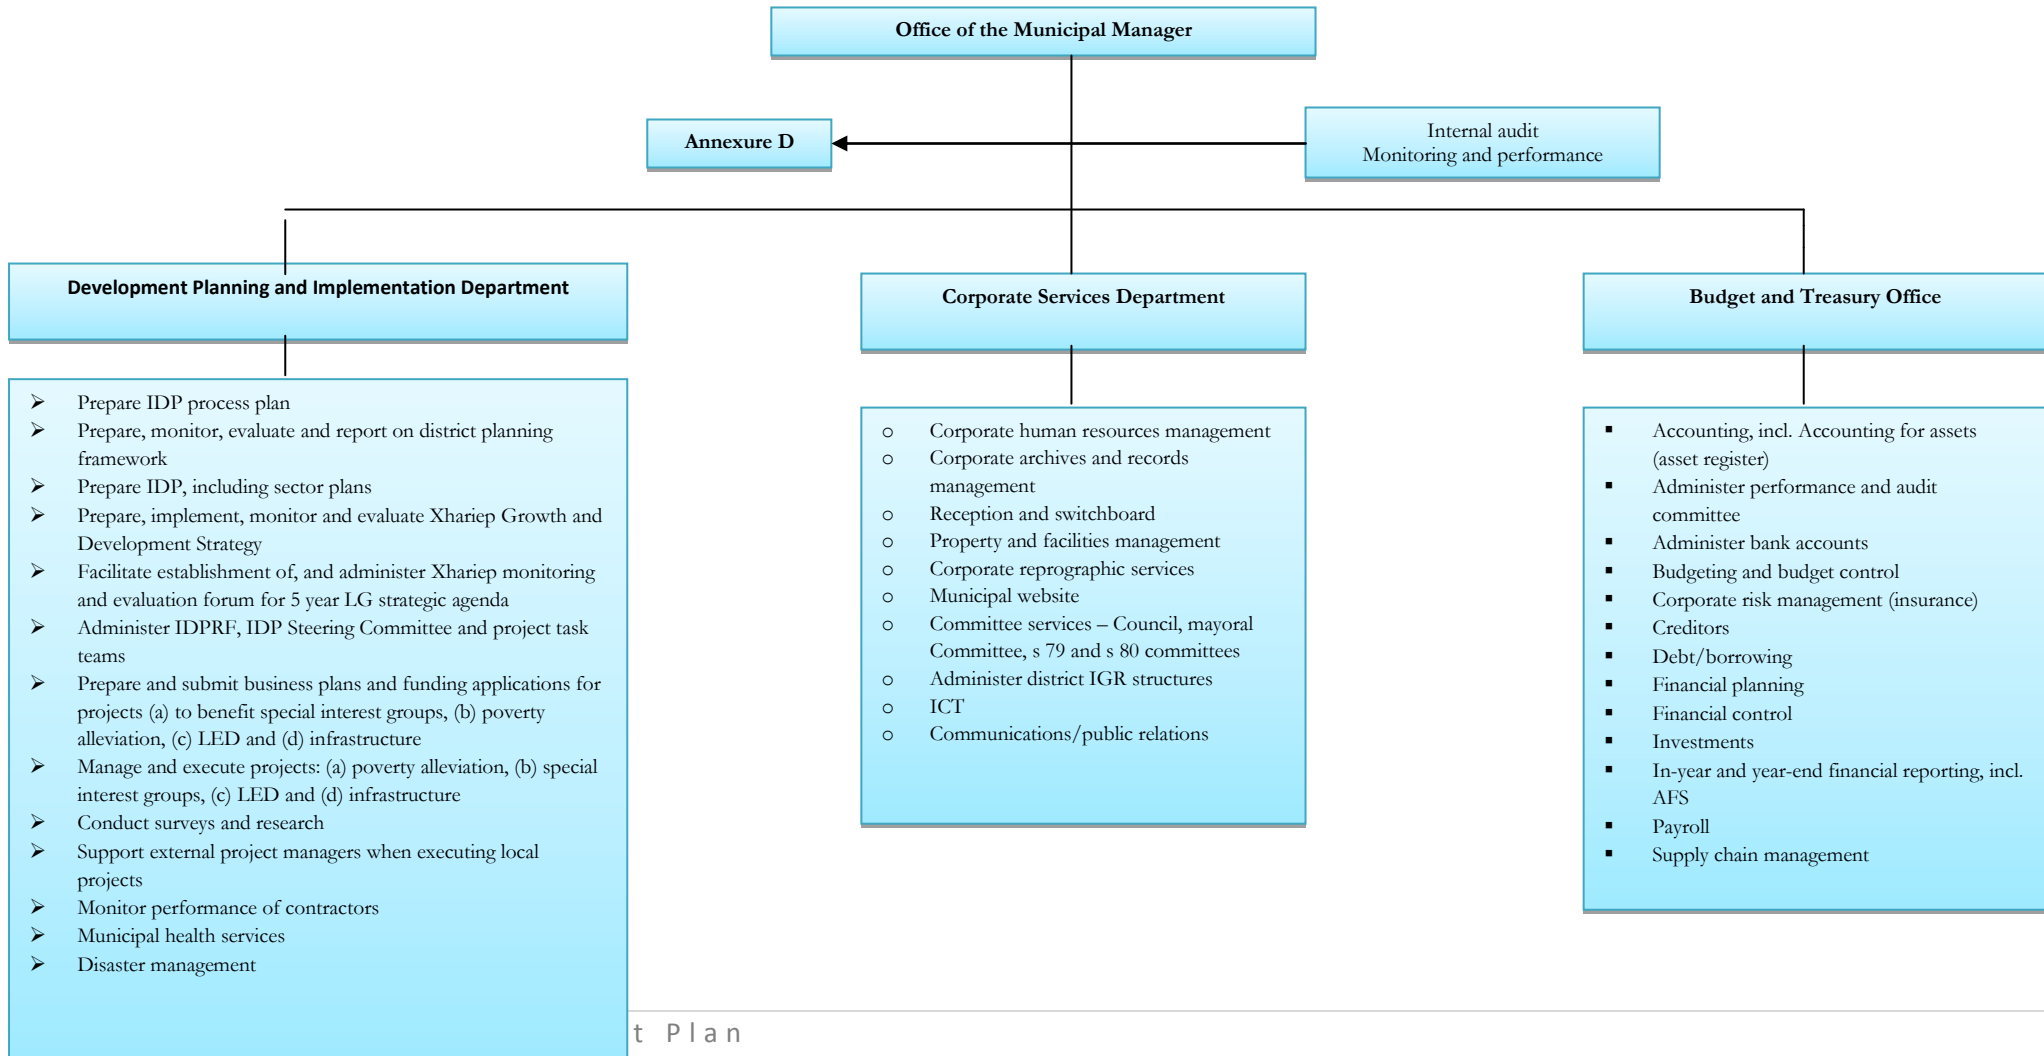 Office of the Municipal Manager
Annexure D
Internal audit
Monitoring and performance
Development Planning and Implementation Department
➢ Prepare IDP process plan
➢ Prepare, monitor, evaluate and report on district planning
framework
➢ Prepare IDP, including sector plans
➢ Prepare, implement, monitor and evaluate Xhariep Growth and
Development Strategy
➢ Facilitate establishment of, and administer Xhariep monitoring
and evaluation forum for 5 year LG strategic agenda
➢ Administer IDPRF, IDP Steering Committee and project task
teams
➢ Prepare and submit business plans and funding applications for
projects (a) to benefit special interest groups, (b) poverty
alleviation, (c) LED and (d) infrastructure
➢ Manage and execute projects: (a) poverty alleviation, (b) special
interest groups, (c) LED and (d) infrastructure
➢ Conduct surveys and research
➢ Support external project managers when executing local
projects
➢ Monitor performance of contractors
➢ Municipal health services
➢ Disaster management
Corporate Services Department
o Corporate human resources management
o Corporate archives and records
management
o Reception and switchboard
o Property and facilities management
o Corporate reprographic services
o Municipal website
o Committee services – Council, mayoral
Committee, s 79 and s 80 committees
o Administer district IGR structures
o ICT
o Communications/public relations
Budget and Treasury Office
▪ Accounting, incl. Accounting for assets
(asset register)
▪ Administer performance and audit
committee
▪ Administer bank accounts
▪ Budgeting and budget control
▪ Corporate risk management (insurance)
▪ Creditors
▪ Debt/borrowing
▪ Financial planning
▪ Financial control
▪ Investments
▪ In-year and year-end financial reporting, incl.
AFS
▪ Payroll
▪ Supply chain management
t Plan